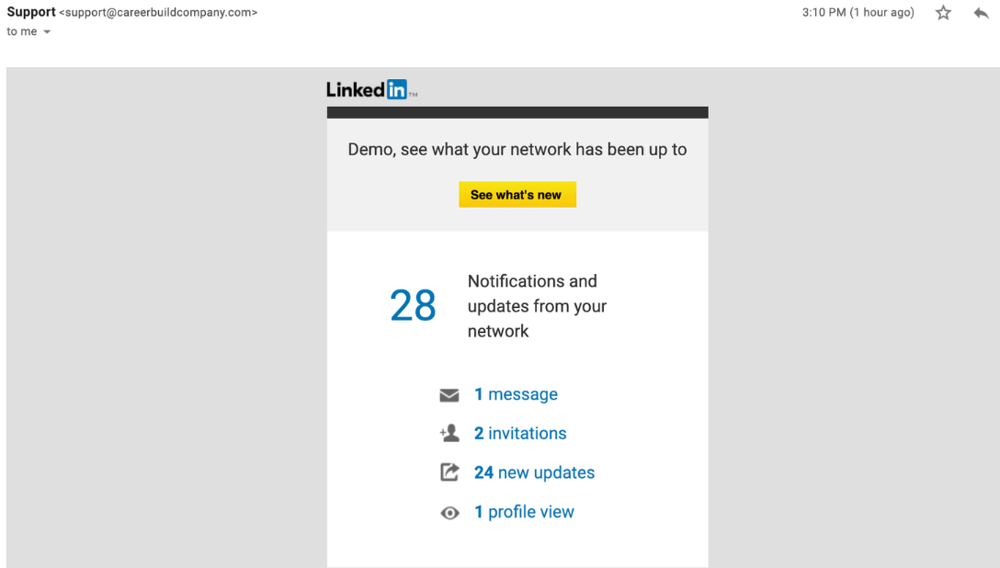 Support <support@careerbuildcompany.com> 3:10 PM (1 hour ago)
to me
LinkedIn™
Demo, see what your network has been up to
See what's new
28
Notifications and
updates from your
network
1 message
2 invitations
24 new updates
1 profile view